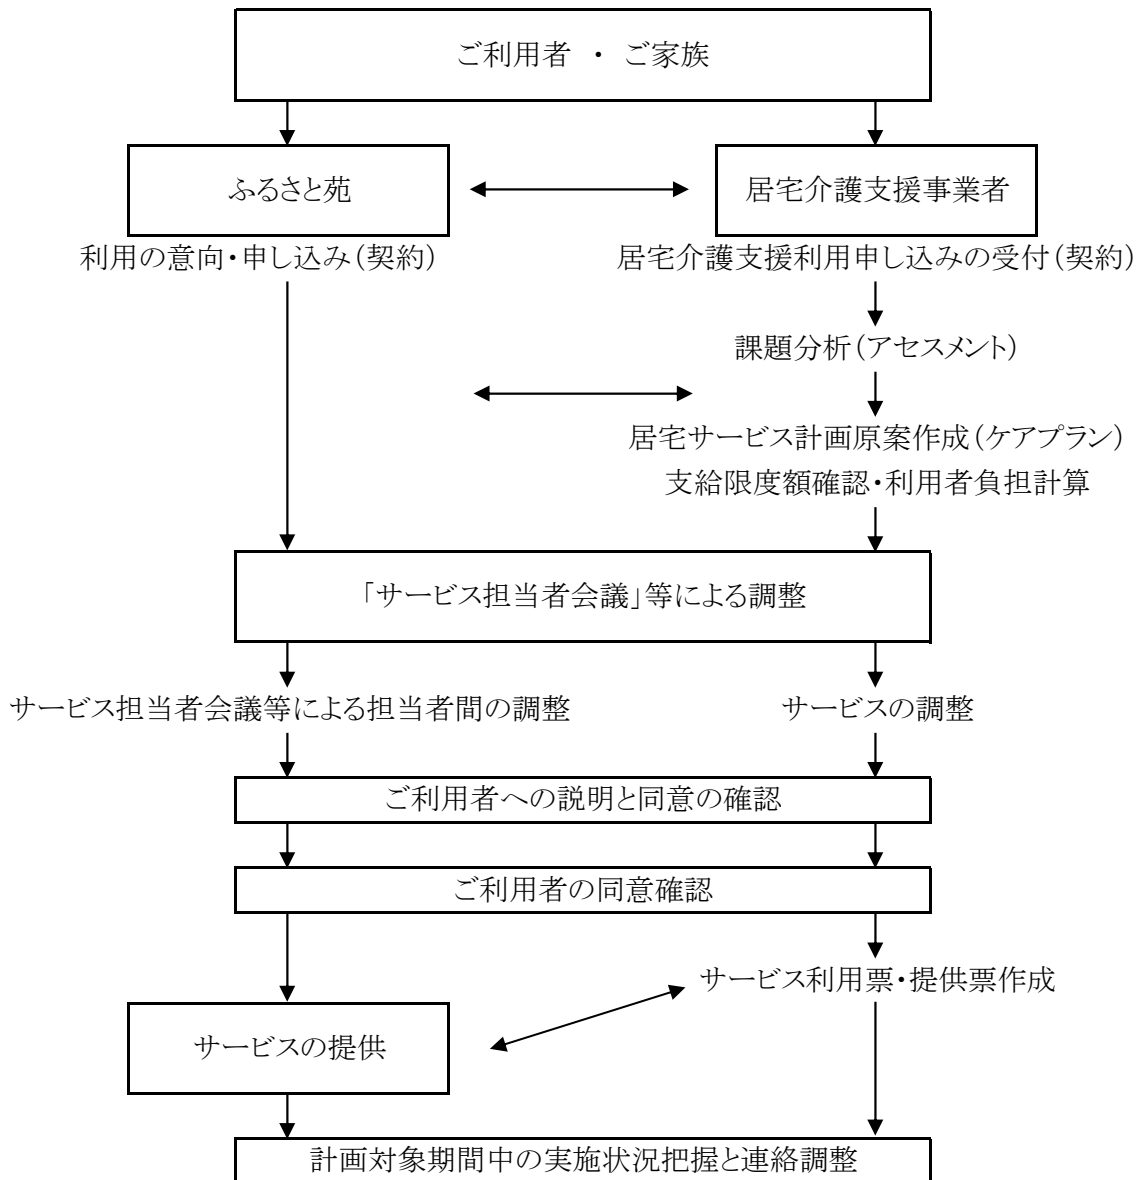 ご利用者 ・ ご家族
ふるさと苑
居宅介護支援事業者
利用の意向・申し込み(契約)
居宅介護支援利用申し込みの受付(契約)
課題分析(アセスメント)
居宅サービス計画原案作成(ケアプラン)
支給限度額確認・利用者負担計算
「サービス担当者会議」等による調整
サービス担当者会議等による担当者間の調整
サービスの調整
ご利用者への説明と同意の確認
ご利用者の同意確認
サービス利用票・提供票作成
サービスの提供
計画対象期間中の実施状況把握と連絡調整